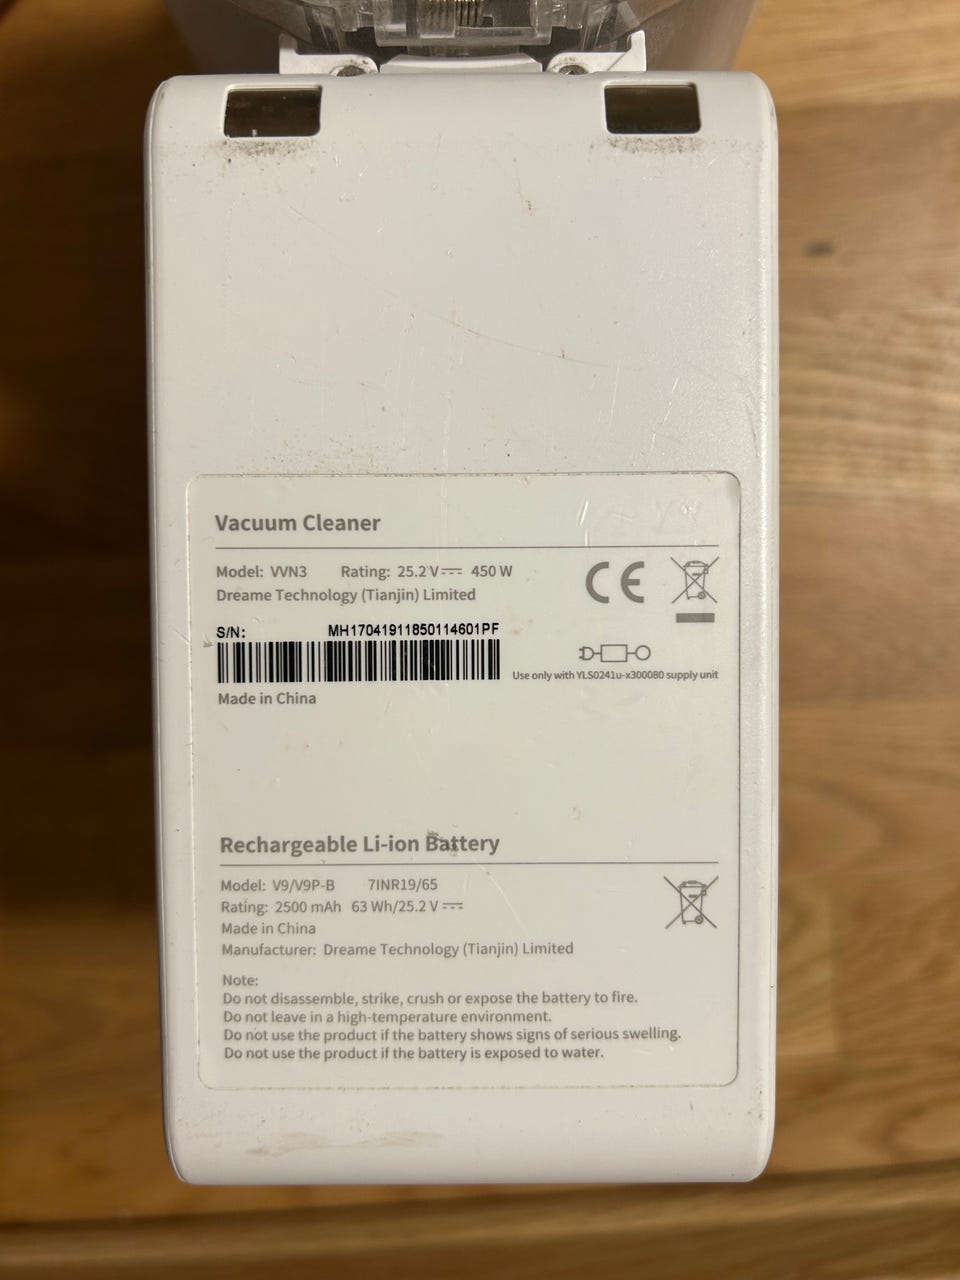 Vacuum Cleaner
Model: VVN3 Rating: 25.2 V⎓ 450 W
Dreame Technology (Tianjin) Limited
CE
S/N: MH17041911850114601PF
Use only with YLS0241u-x300080 supply unit
Made in China
Rechargeable Li-ion Battery
Model: V9/V9P-B 7INR19/65
Rating: 2500 mAh 63 Wh/25.2 V⎓
Made in China
Manufacturer: Dreame Technology (Tianjin) Limited
Note:
Do not disassemble, strike, crush or expose the battery to fire.
Do not leave in a high-temperature environment.
Do not use the product if the battery shows signs of serious swelling.
Do not use the product if the battery is exposed to water.